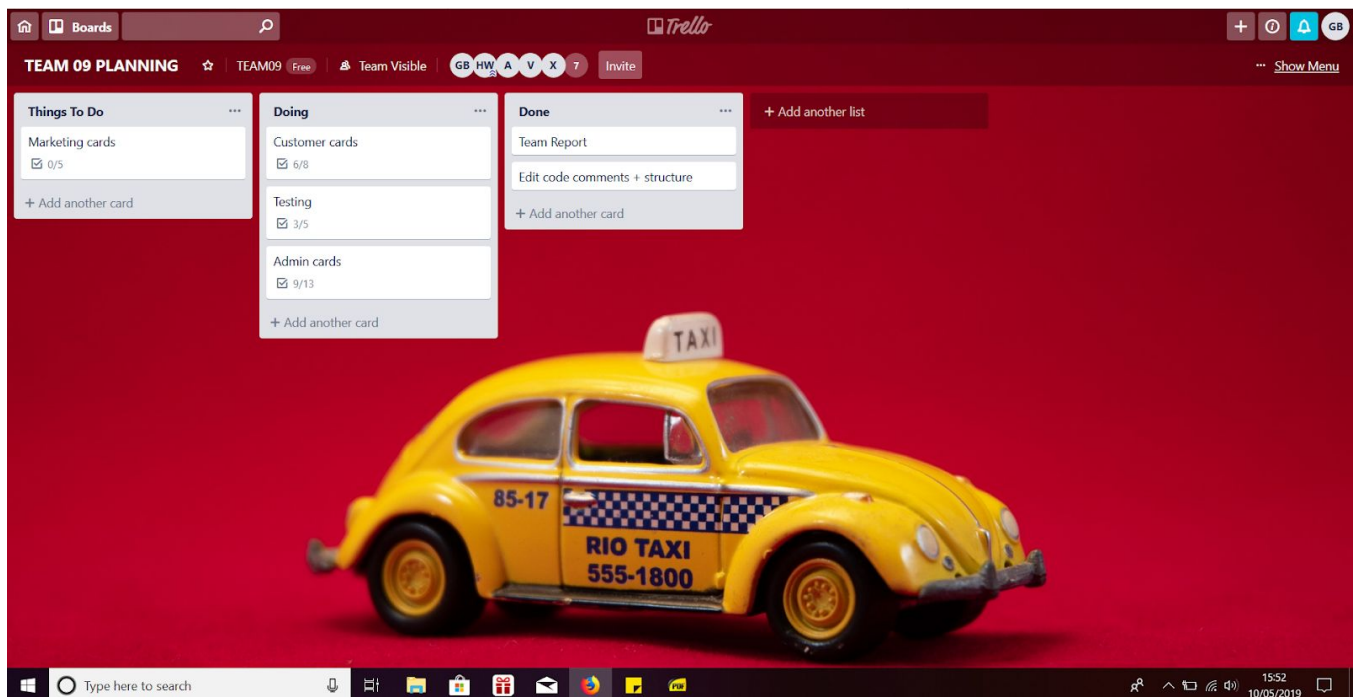 Boards
Trello
GB
TEAM 09 PLANNING
TEAM09 Free
Team Visible
GB HW A V X 7
Invite
... Show Menu
Things To Do ...
Marketing cards
0/5
+ Add another card
Doing ...
Customer cards
6/8
Testing
3/5
Admin cards
9/13
+ Add another card
Done ...
Team Report
Edit code comments + structure
+ Add another card
+ Add another list
TAXI
85-17
RIO TAXI
555-1800
Type here to search
PDF
15:52
10/05/2019